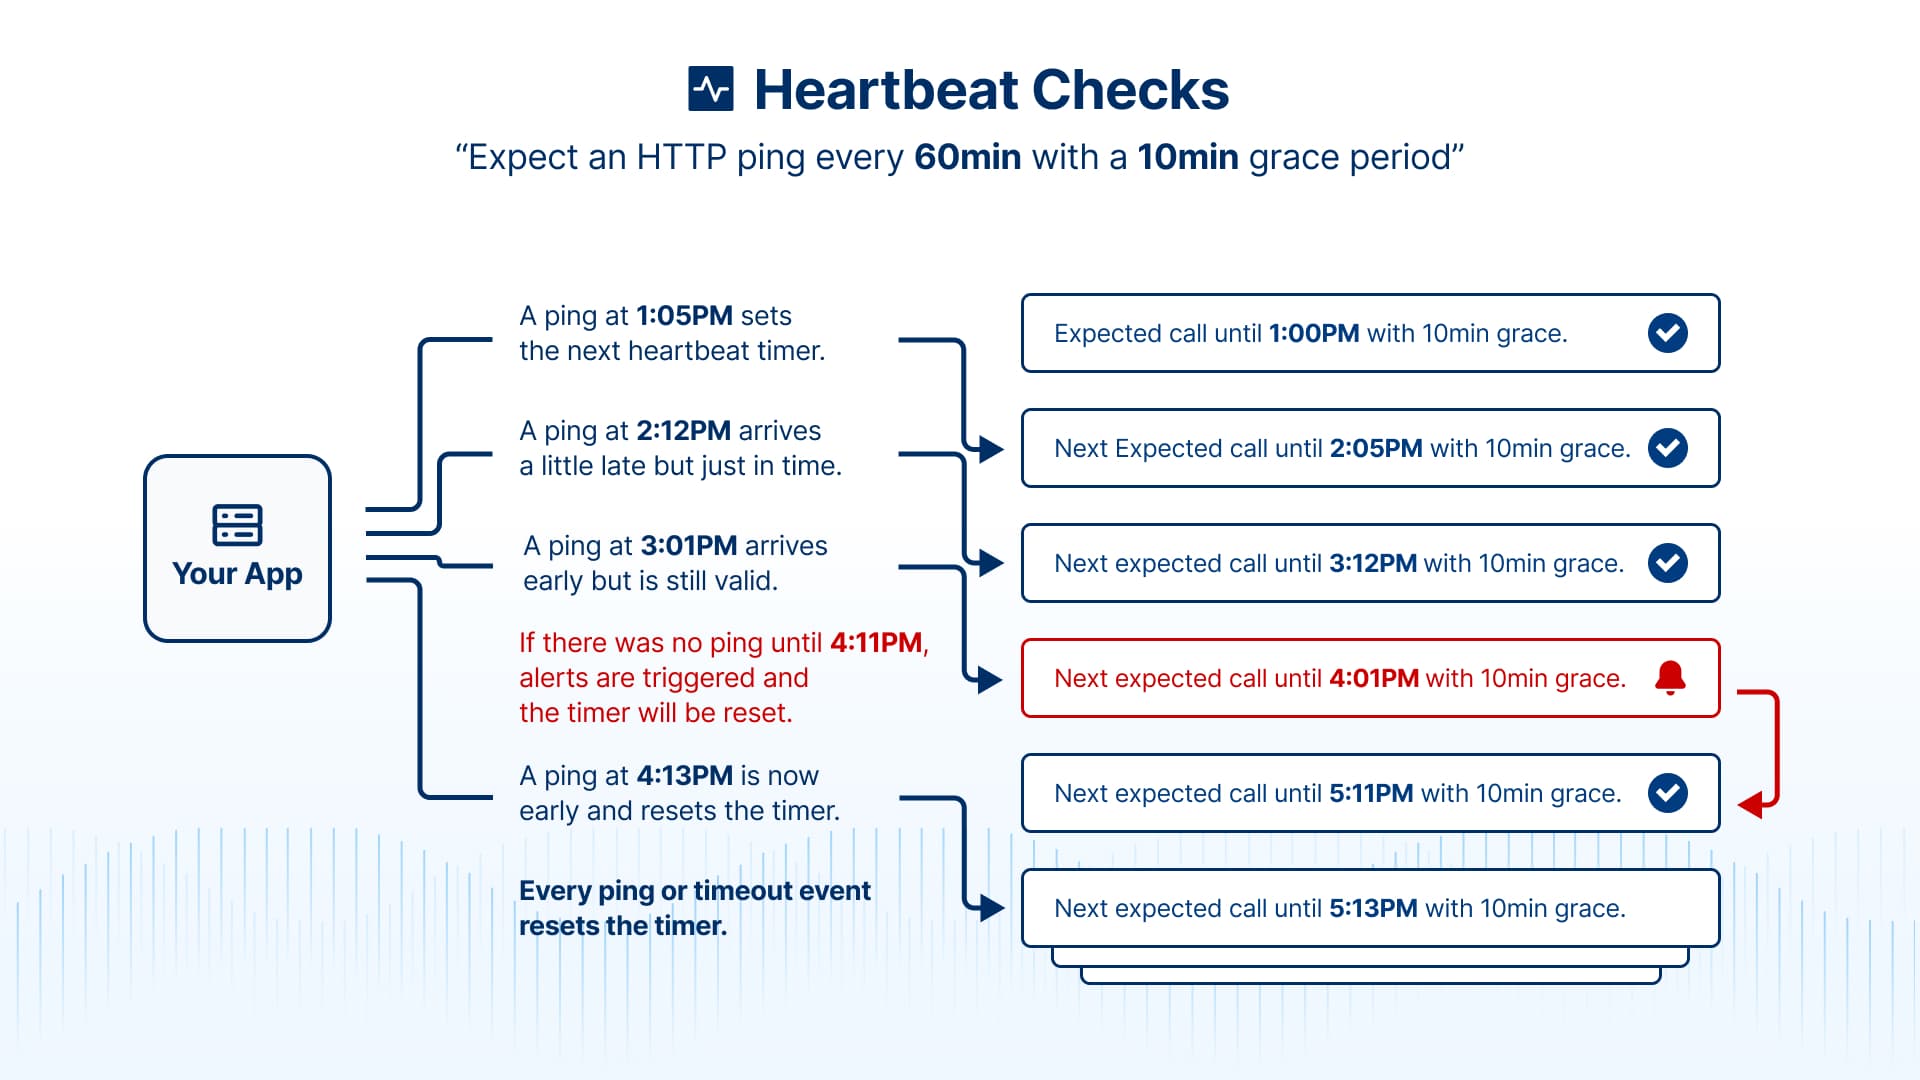 Heartbeat Checks
“Expect an HTTP ping every 60min with a 10min grace period”
Your App
A ping at 1:05PM sets
the next heartbeat timer.
A ping at 2:12PM arrives
a little late but just in time.
A ping at 3:01PM arrives
early but is still valid.
If there was no ping until 4:11PM,
alerts are triggered and
the timer will be reset.
A ping at 4:13PM is now
early and resets the timer.
Every ping or timeout event
resets the timer.
Expected call until 1:00PM with 10min grace.
Next Expected call until 2:05PM with 10min grace.
Next expected call until 3:12PM with 10min grace.
Next expected call until 4:01PM with 10min grace.
Next expected call until 5:11PM with 10min grace.
Next expected call until 5:13PM with 10min grace.